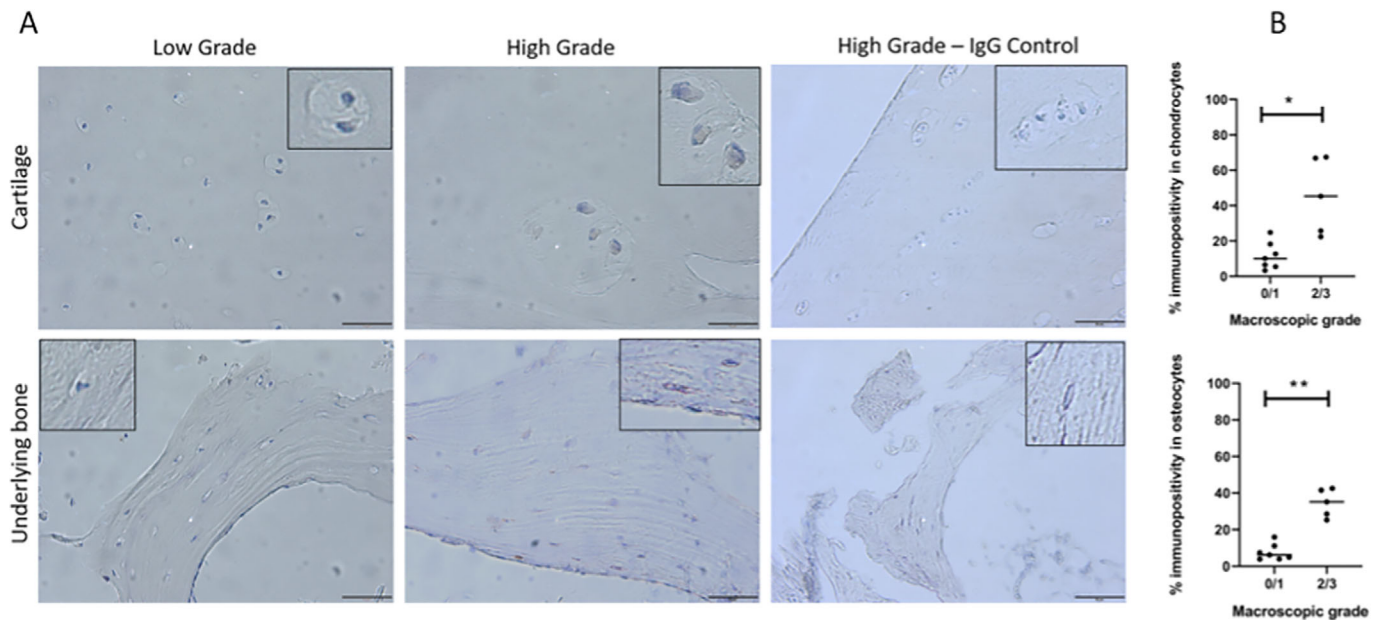 A
B
Low Grade
High Grade
High Grade – IgG Control
Cartilage
Underlying bone
% immunopositivity in chondrocytes
100
80
60
40
20
0
*
0/1
2/3
Macroscopic grade
% immunopositivity in osteocytes
100
80
60
40
20
0
**
0/1
2/3
Macroscopic grade